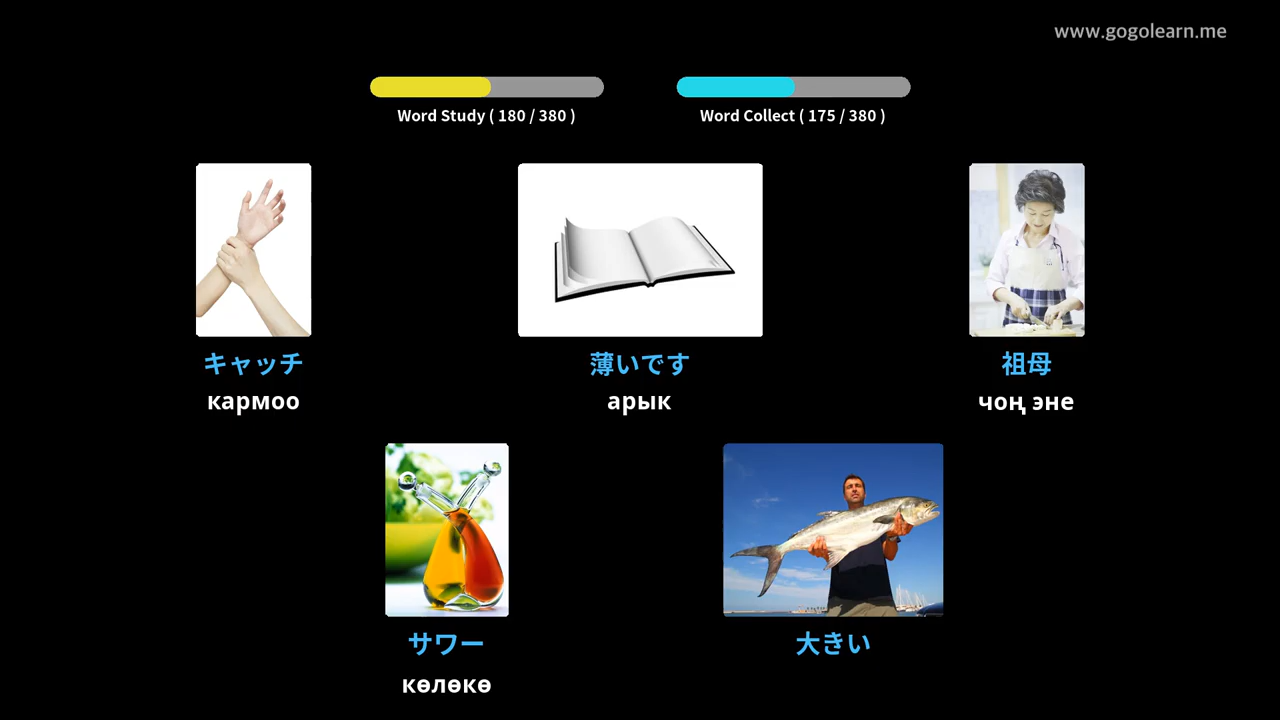 www.gogolearn.me
Word Study ( 180 / 380 )
Word Collect ( 175 / 380 )
キャッチ
кармоо
薄いです
арык
祖母
чоң эне
サワー
көлөкө
大きい